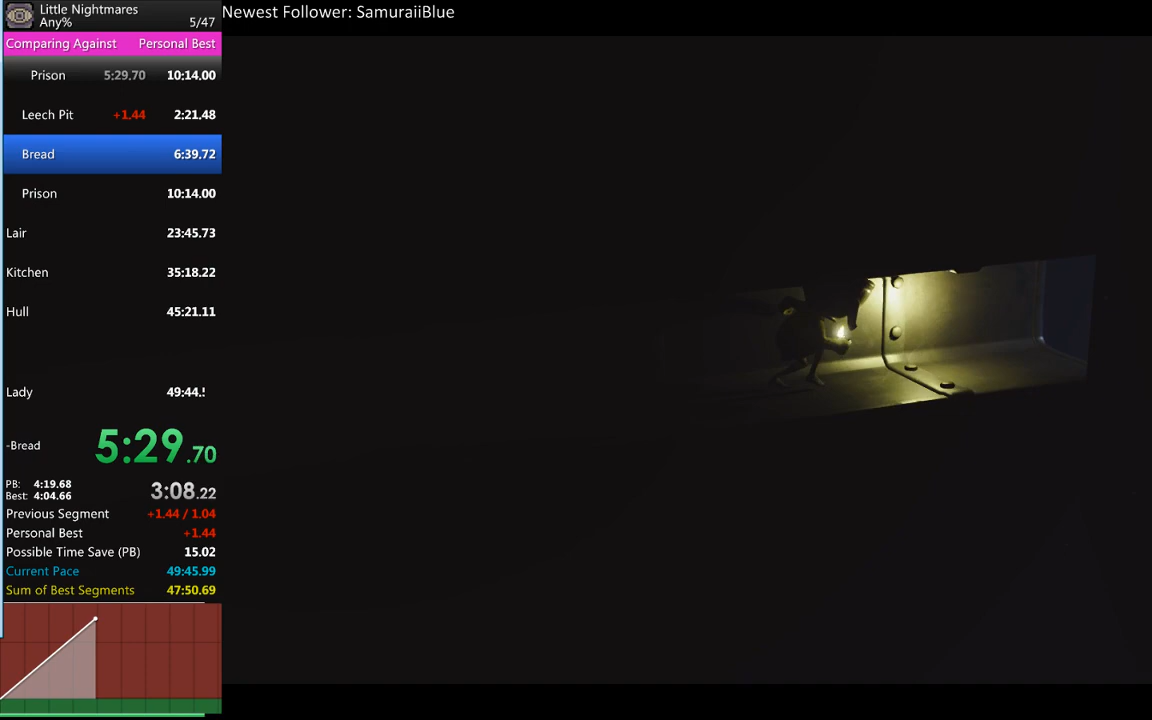 Little Nightmares
Any% 5/47
Newest Follower: SamuraiiBlue
Comparing Against Personal Best
Prison 5:29.70 10:14.00
Leech Pit +1.44 2:21.48
Bread 6:39.72
Prison 10:14.00
Lair 23:45.73
Kitchen 35:18.22
Hull 45:21.11
Lady 49:44.!
-Bread 5:29.70
PB: 4:19.68
Best: 4:04.66
3:08.22
Previous Segment +1.44 / 1.04
Personal Best +1.44
Possible Time Save (PB) 15.02
Current Pace 49:45.99
Sum of Best Segments 47:50.69